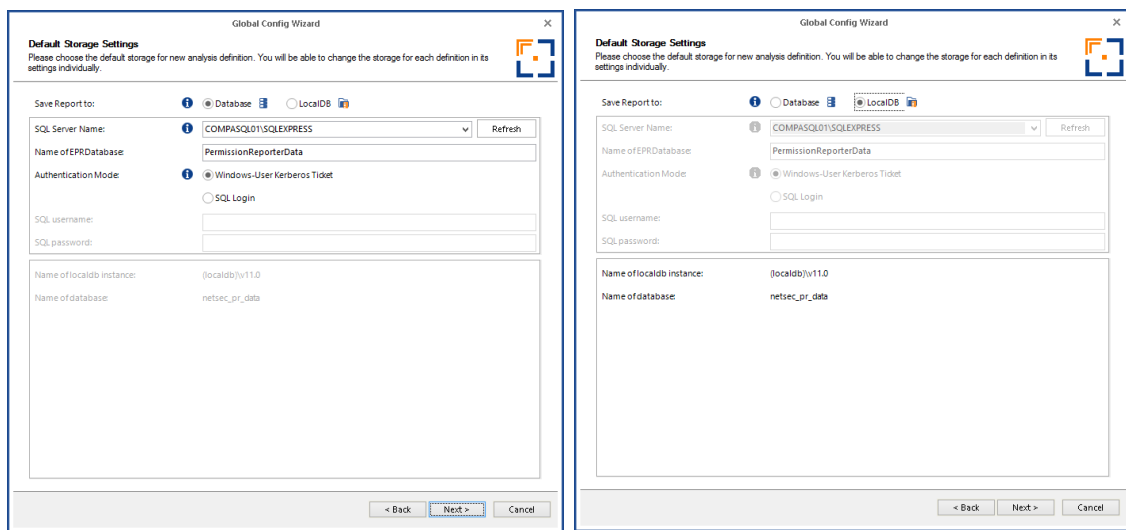 Global Config Wizard
Default Storage Settings
Please choose the default storage for new analysis definition. You will be able to change the storage for each definition in its
settings individually.
Save Report to: Database LocalDB
SQL Server Name: COMPASQL01\SQLEXPRESS Refresh
Name of EPRDatabase: PermissionReporterData
Authentication Mode: Windows-User Kerberos Ticket
SQL Login
SQL username:
SQL password:
Name of localdb instance: (localdb)\v11.0
Name of database: netsec_pr_data
< Back Next > Cancel
Global Config Wizard
Default Storage Settings
Please choose the default storage for new analysis definition. You will be able to change the storage for each definition in its
settings individually.
Save Report to: Database LocalDB
SQL Server Name: COMPASQL01\SQLEXPRESS Refresh
Name of EPRDatabase: PermissionReporterData
Authentication Mode: Windows-User Kerberos Ticket
SQL Login
SQL username:
SQL password:
Name of localdb instance: (localdb)\v11.0
Name of database: netsec_pr_data
< Back Next > Cancel